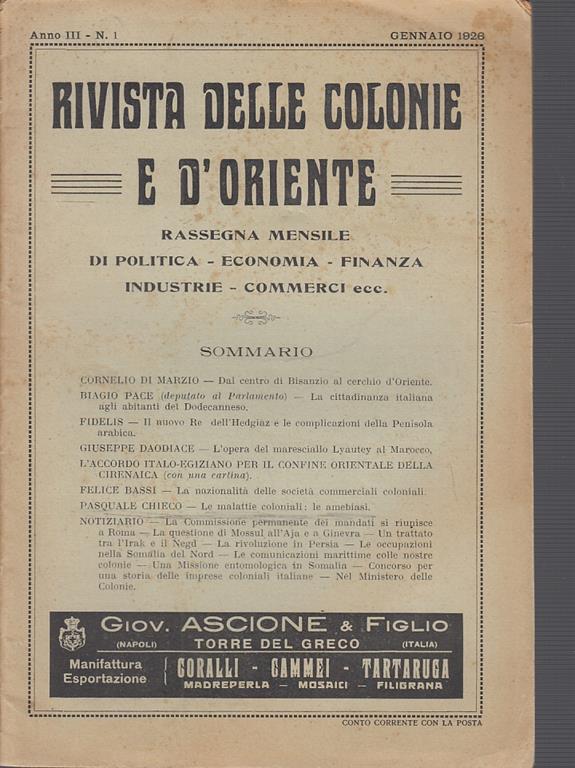 Anno III - N. 1
GENNAIO 1926
RIVISTA DELLE COLONIE
E D'ORIENTE
RASSEGNA MENSILE
DI POLITICA - ECONOMIA - FINANZA
INDUSTRIE - COMMERCI ecc.
SOMMARIO
CORNELIO DI MARZIO — Dal centro di Bisanzio al cerchio d'Oriente.
BIAGIO PACE (deputato al Parlamento) — La cittadinanza italiana
agli abitanti del Dodecanneso.
FIDELIS — Il nuovo Re dell'Hedgiaz e le complicazioni della Penisola
arabica.
GIUSEPPE DAODIACE — L'opera del maresciallo Lyautey al Marocco,
L'ACCORDO ITALO-EGIZIANO PER IL CONFINE ORIENTALE DELLA
CIRENAICA (con una cartina).
FELICE BASSI — La nazionalità delle società commerciali coloniali.
PASQUALE CHIECO — Le malattie coloniali: le amebiasi.
NOTIZIARIO — La Commissione permanente dei mandati si riunisce
a Roma — La questione di Mossul all'Aja e a Ginevra — Un trattato
tra l'Irak e il Negd — La rivoluzione in Persia — Le occupazioni
nella Somalia del Nord — Le comunicazioni marittime colle nostre
colonie — Una Missione entomologica in Somalia — Concorso per
una storia delle imprese coloniali italiane — Nel Ministero delle
Colonie.
GIOV. ASCIONE & FIGLIO
(NAPOLI) TORRE DEL GRECO (ITALIA)
Manifattura
Esportazione
CORALLI - CAMMEI - TARTARUGA
MADREPERLA — MOSAICI — FILIGRANA
CONTO CORRENTE CON LA POSTA